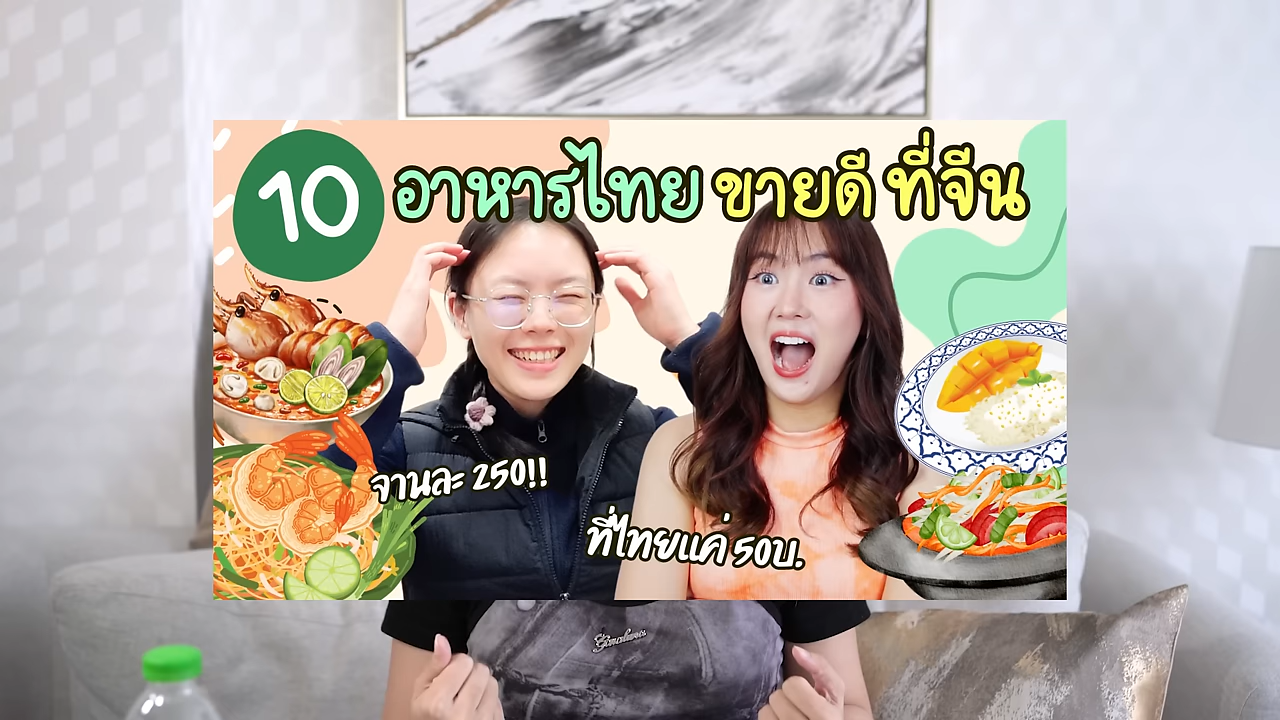 10 อาหารไทย ขายดี ที่จีน
จานละ 250!!
ที่ไทยแค่ 50บ.